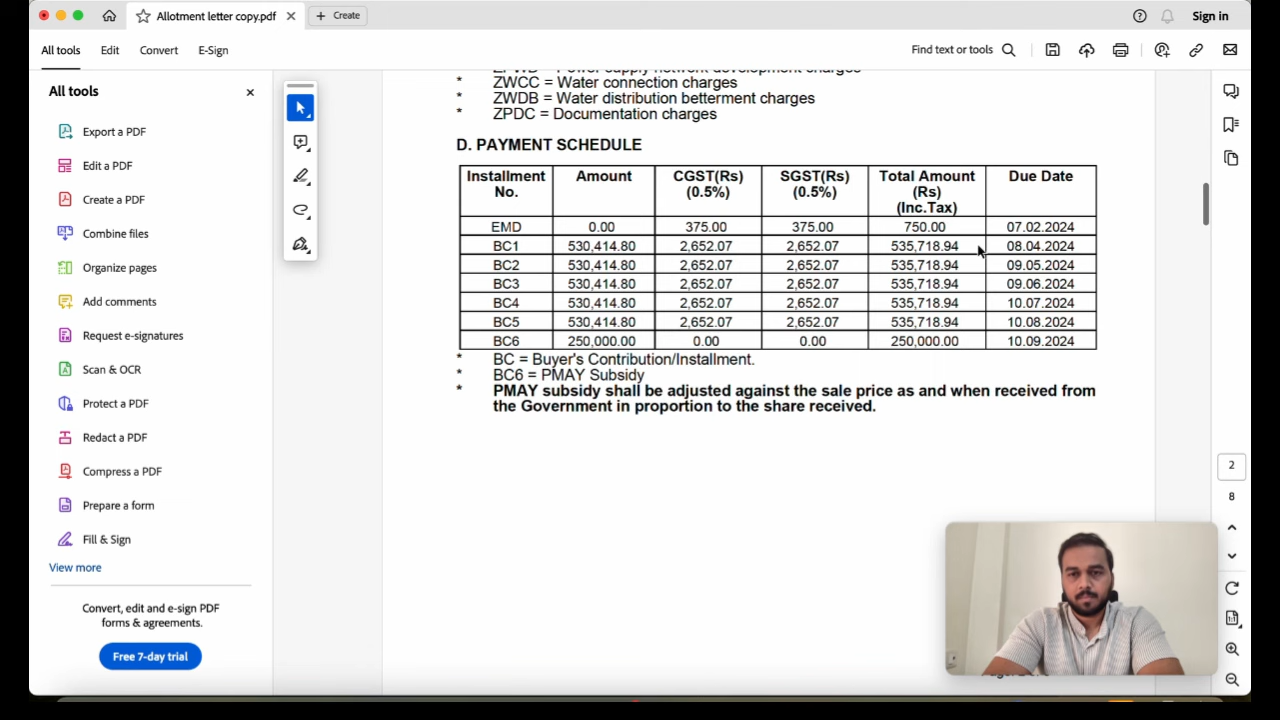 Allotment letter copy.pdf
Create
Sign in
All tools Edit Convert E-Sign
Find text or tools
All tools
Export a PDF
Edit a PDF
Create a PDF
Combine files
Organize pages
Add comments
Request e-signatures
Scan & OCR
Protect a PDF
Redact a PDF
Compress a PDF
Prepare a form
Fill & Sign
View more
Convert, edit and e-sign PDF
forms & agreements.
Free 7-day trial
ZPWD = Power supply network development charges
* ZWCC = Water connection charges
* ZWDB = Water distribution betterment charges
* ZPDC = Documentation charges
D. PAYMENT SCHEDULE
Installment No. Amount CGST(Rs) (0.5%) SGST(Rs) (0.5%) Total Amount (Rs) (Inc.Tax) Due Date
EMD 0.00 375.00 375.00 750.00 07.02.2024
BC1 530,414.80 2,652.07 2,652.07 535,718.94 08.04.2024
BC2 530,414.80 2,652.07 2,652.07 535,718.94 09.05.2024
BC3 530,414.80 2,652.07 2,652.07 535,718.94 09.06.2024
BC4 530,414.80 2,652.07 2,652.07 535,718.94 10.07.2024
BC5 530,414.80 2,652.07 2,652.07 535,718.94 10.08.2024
BC6 250,000.00 0.00 0.00 250,000.00 10.09.2024
* BC = Buyer's Contribution/Installment.
* BC6 = PMAY Subsidy
* PMAY subsidy shall be adjusted against the sale price as and when received from
the Government in proportion to the share received.
2
8